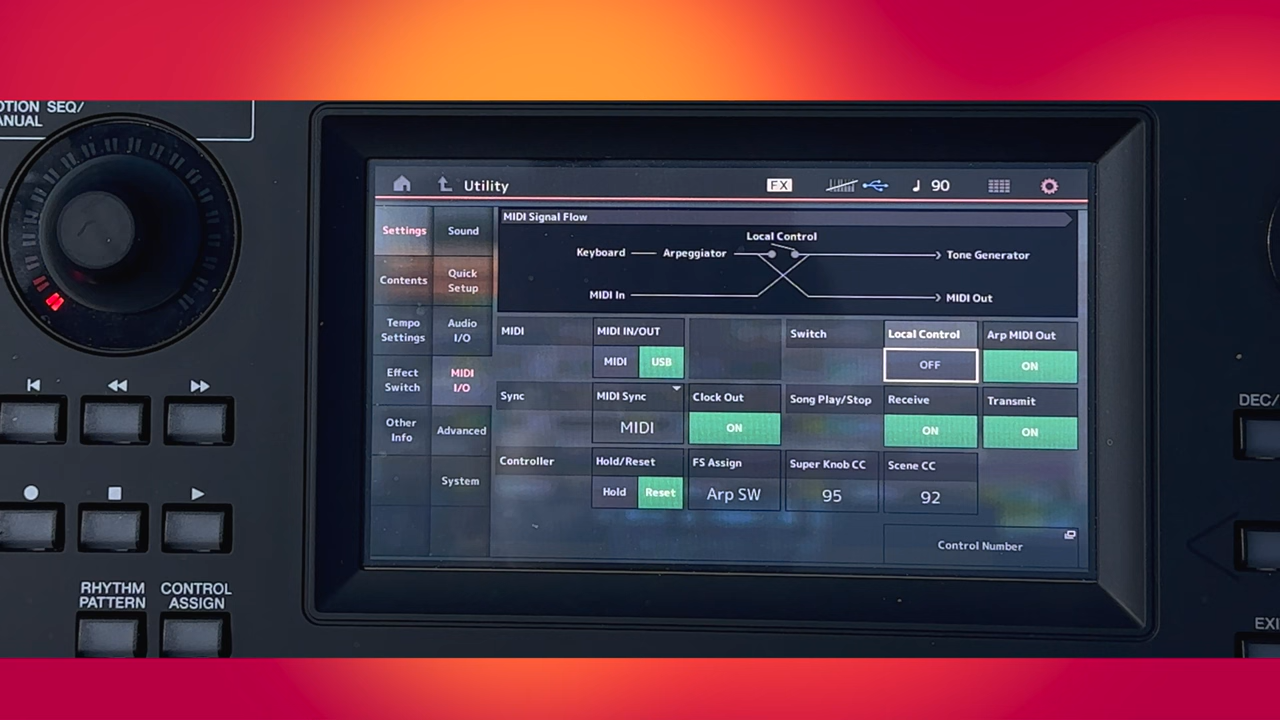 OTION SEQ/
ANUAL
Utility
FX
90
Settings
Sound
Contents
Quick
Setup
Tempo
Settings
Audio
I/O
Effect
Switch
MIDI
I/O
Other
Info
Advanced
System
MIDI Signal Flow
Local Control
Keyboard
Arpeggiator
Tone Generator
MIDI In
MIDI Out
MIDI
MIDI IN/OUT
Switch
Local Control
Arp MIDI Out
MIDI
USB
OFF
ON
Sync
MIDI Sync
Clock Out
Song Play/Stop
Receive
Transmit
MIDI
ON
ON
ON
Controller
Hold/Reset
FS Assign
Super Knob CC
Scene CC
Hold
Reset
Arp SW
95
92
Control Number
RHYTHM
PATTERN
CONTROL
ASSIGN
DEC/
EXI